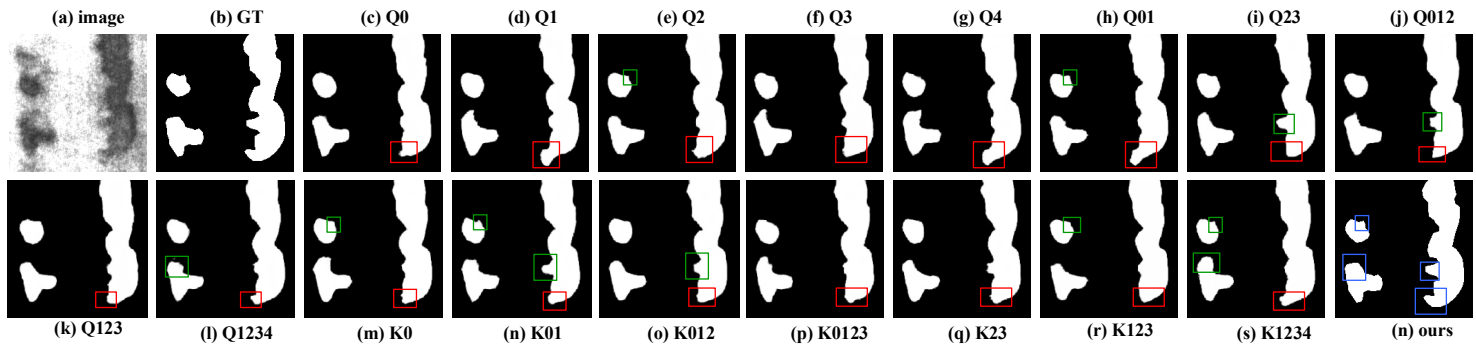 (a) image (b) GT (c) Q0 (d) Q1 (e) Q2 (f) Q3 (g) Q4 (h) Q01 (i) Q23 (j) Q012
(k) Q123 (l) Q1234 (m) K0 (n) K01 (o) K012 (p) K0123 (q) K23 (r) K123 (s) K1234 (n) ours